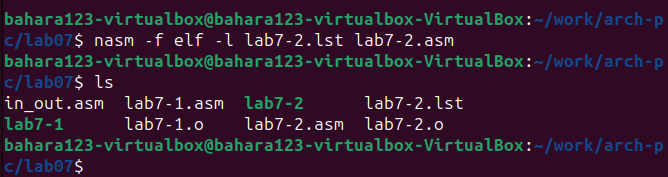 bahara123-virtualbox@bahara123-virtualbox-VirtualBox:~/work/arch-p
c/lab07$ nasm -f elf -l lab7-2.lst lab7-2.asm
bahara123-virtualbox@bahara123-virtualbox-VirtualBox:~/work/arch-p
c/lab07$ ls
in_out.asm  lab7-1.asm  lab7-2      lab7-2.lst
lab7-1      lab7-1.o    lab7-2.asm  lab7-2.o
bahara123-virtualbox@bahara123-virtualbox-VirtualBox:~/work/arch-p
c/lab07$